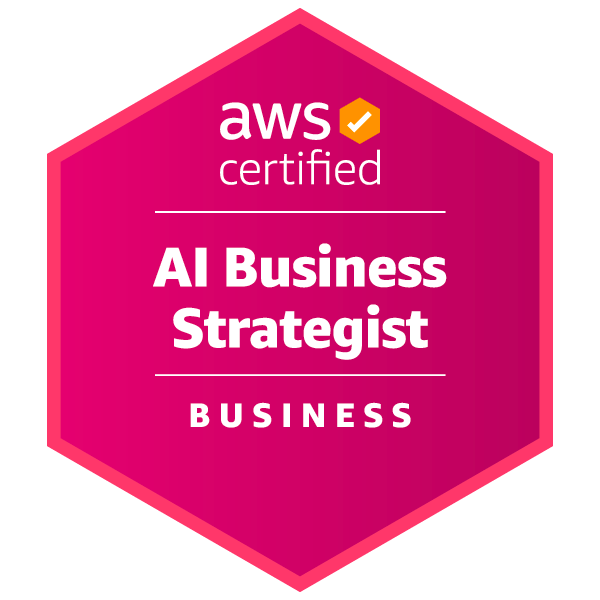 aws
certified
AI Business
Strategist
BUSINESS